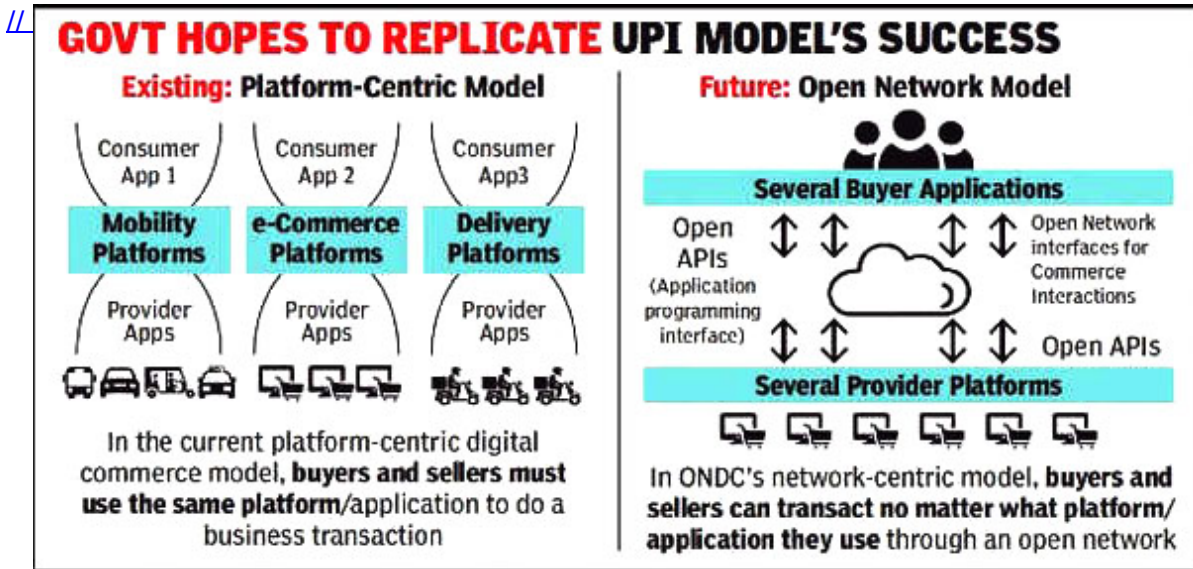 //
GOVT HOPES TO REPLICATE UPI MODEL'S SUCCESS
Existing: Platform-Centric Model
Consumer App 1
Consumer App 2
Consumer App3
Mobility Platforms
e-Commerce Platforms
Delivery Platforms
Provider Apps
Provider Apps
Provider Apps
In the current platform-centric digital
commerce model, buyers and sellers must
use the same platform/application to do a
business transaction
Future: Open Network Model
Several Buyer Applications
Open
APIs
(Application
programming
interface)
Open Network
interfaces for
Commerce
Interactions
Open APIs
Several Provider Platforms
In ONDC's network-centric model, buyers and
sellers can transact no matter what platform/
application they use through an open network